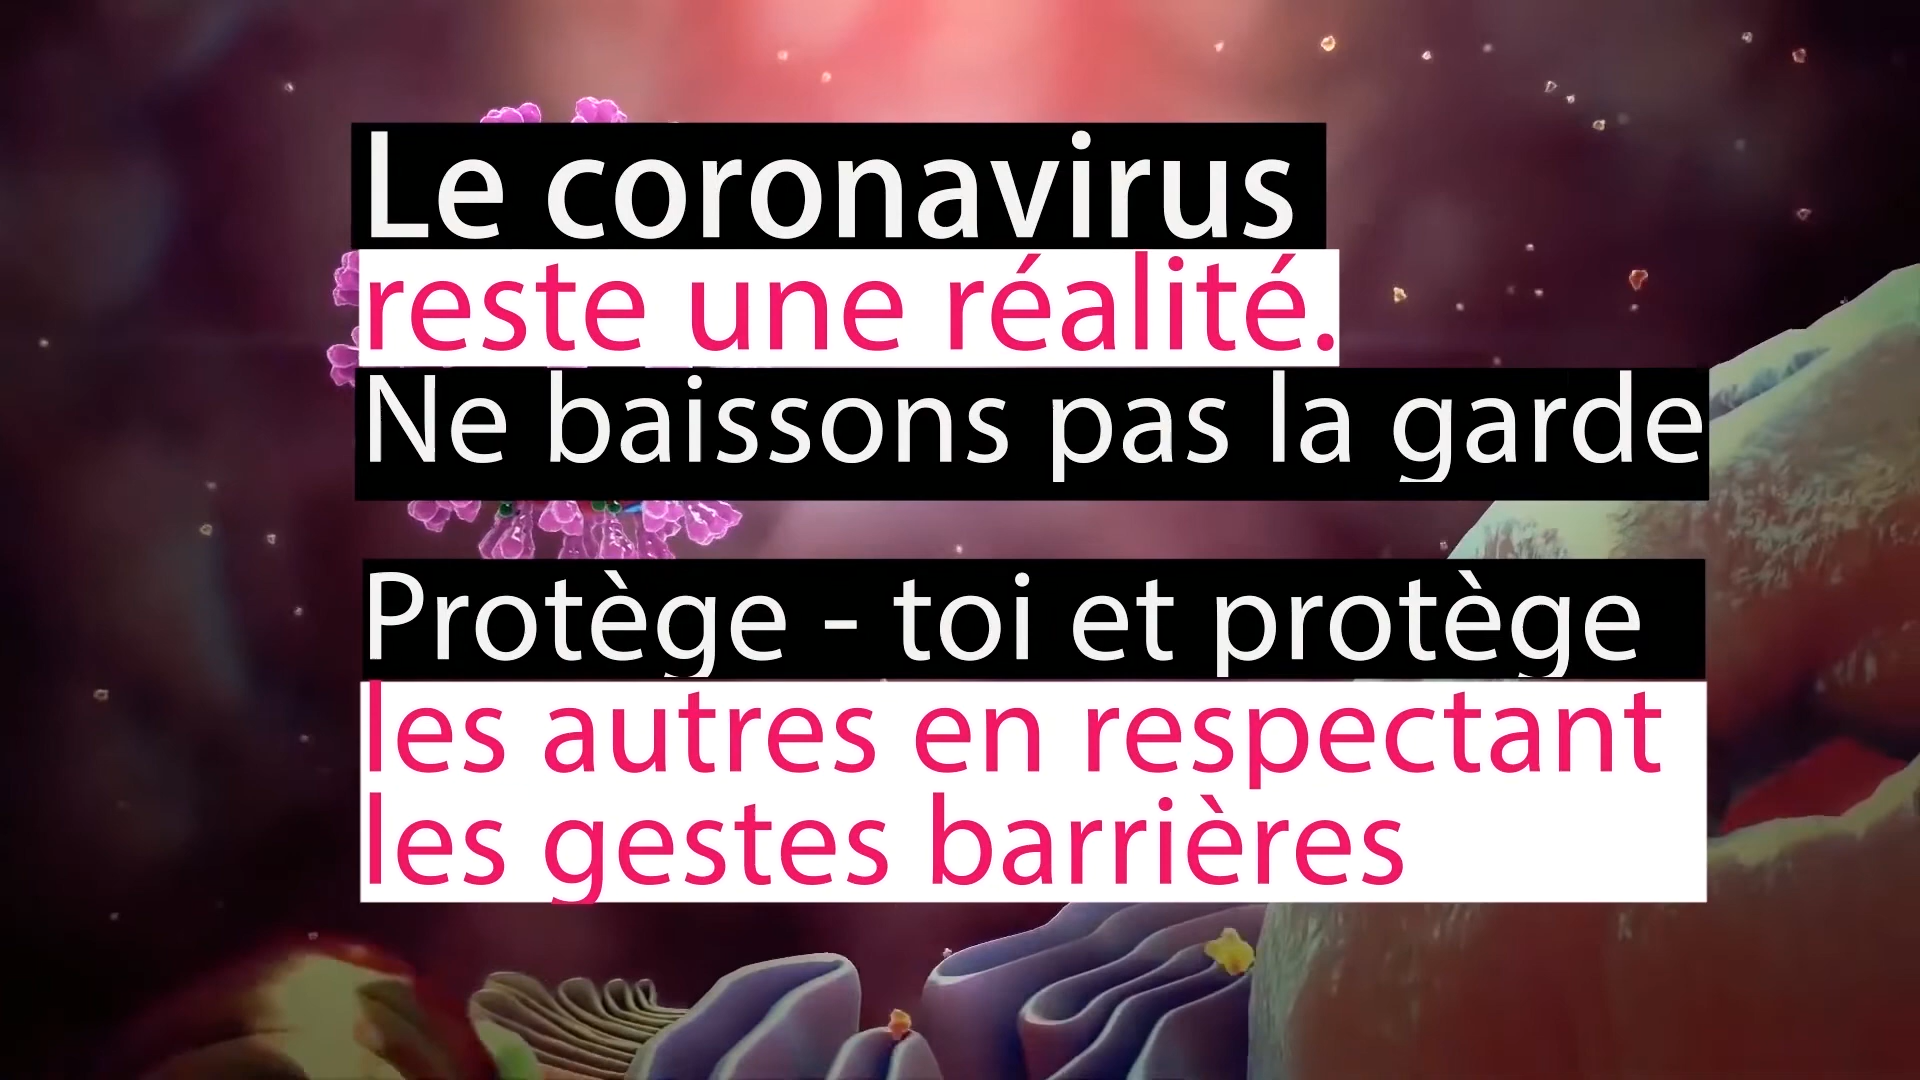 Le coronavirus
reste une réalité.
Ne baissons pas la garde
Protège - toi et protège
les autres en respectant
les gestes barrières